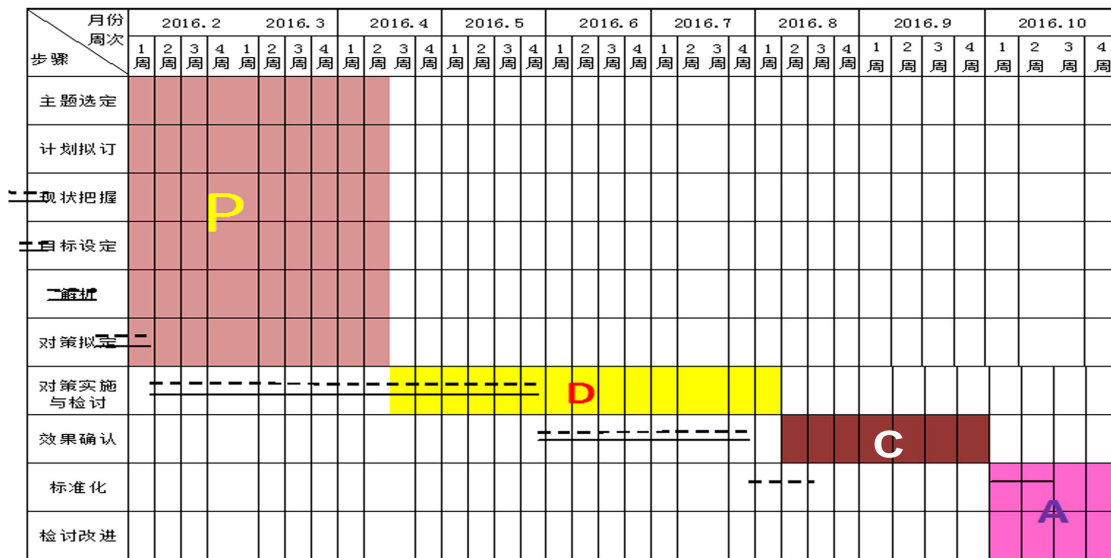 月份 2016.2 2016.3 2016.4 2016.5 2016.6 2016.7 2016.8 2016.9 2016.10
周次
1 2 3 4 1 2 3 4 1 2 3 4 1 2 3 4 1 2 3 4 1 2 3 4 1 2 3 4 1 2 3 4 1 2 3 4
步骤 周 周 周 周 周 周 周 周 周 周 周 周 周 周 周 周 周 周 周 周 周 周 周 周 周 周 周 周 周 周 周 周 周 周 周 周
主题选定
计划拟订
现状把握
P
目标设定
解析
对策拟定
对策实施
与检讨
D
效果确认
C
标准化
A
检讨改进